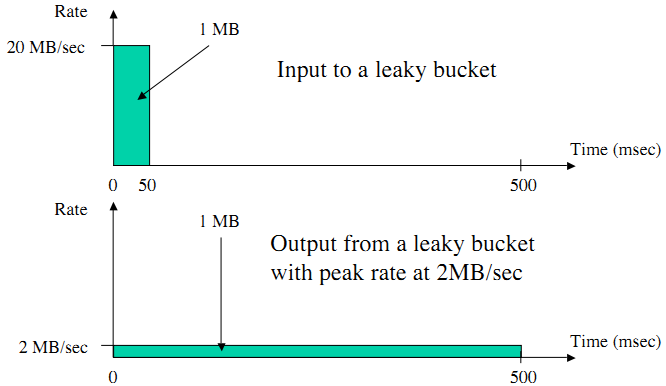 Rate
1 MB
20 MB/sec
Input to a leaky bucket
Time (msec)
0
50
500
Rate
1 MB
Output from a leaky bucket
with peak rate at 2MB/sec
2 MB/sec
Time (msec)
0
500